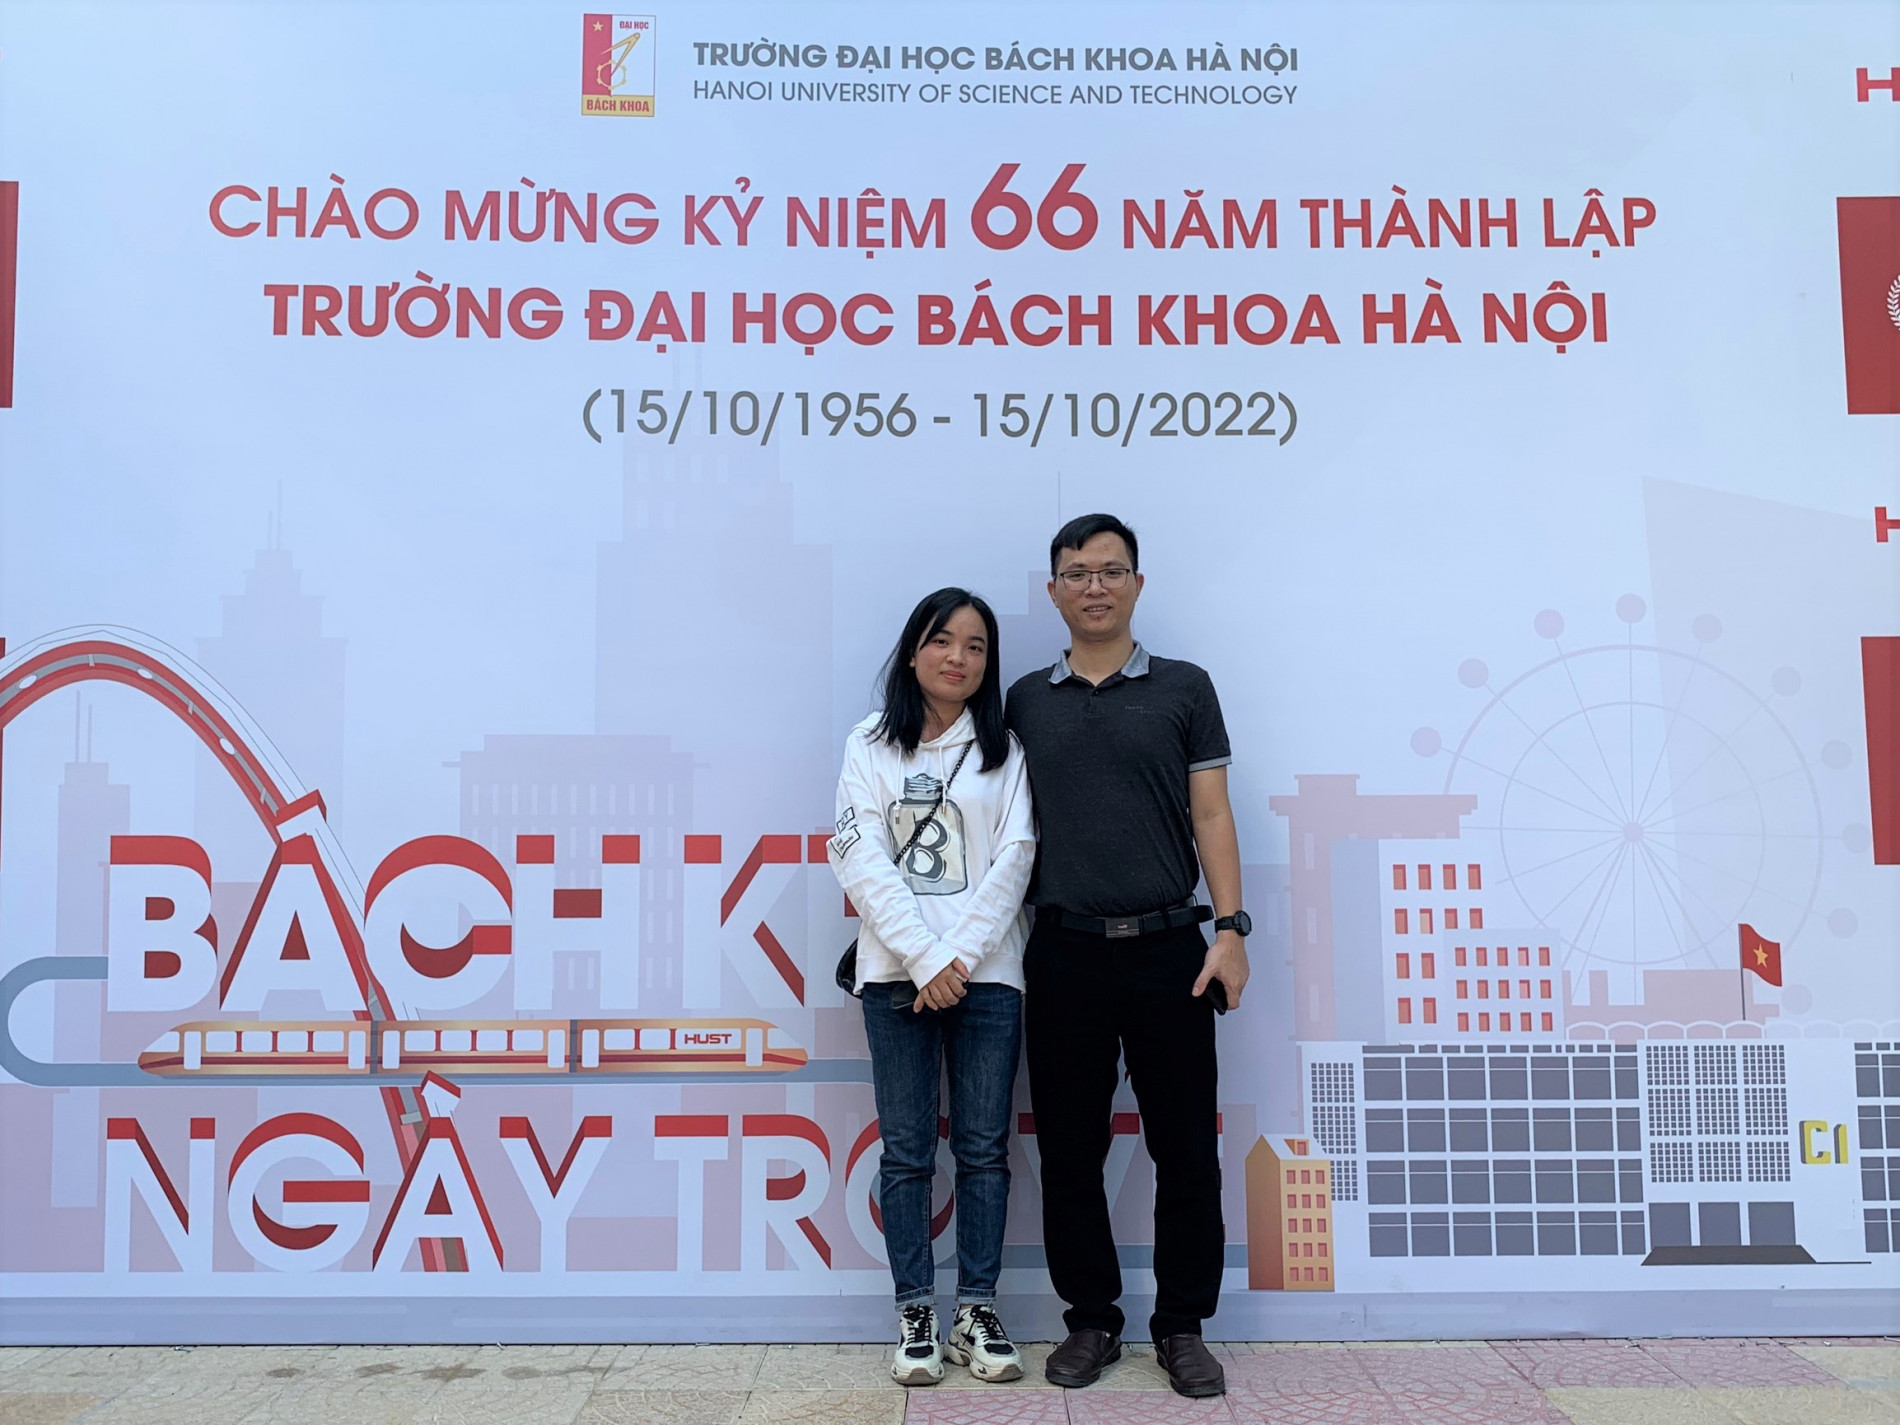 ĐẠI HỌC
BÁCH KHOA
TRƯỜNG ĐẠI HỌC BÁCH KHOA HÀ NỘI
HANOI UNIVERSITY OF SCIENCE AND TECHNOLOGY
CHÀO MỪNG KỶ NIỆM 66 NĂM THÀNH LẬP
TRƯỜNG ĐẠI HỌC BÁCH KHOA HÀ NỘI
(15/10/1956 - 15/10/2022)
B
BÁCH
HUST
NGÀY
C1